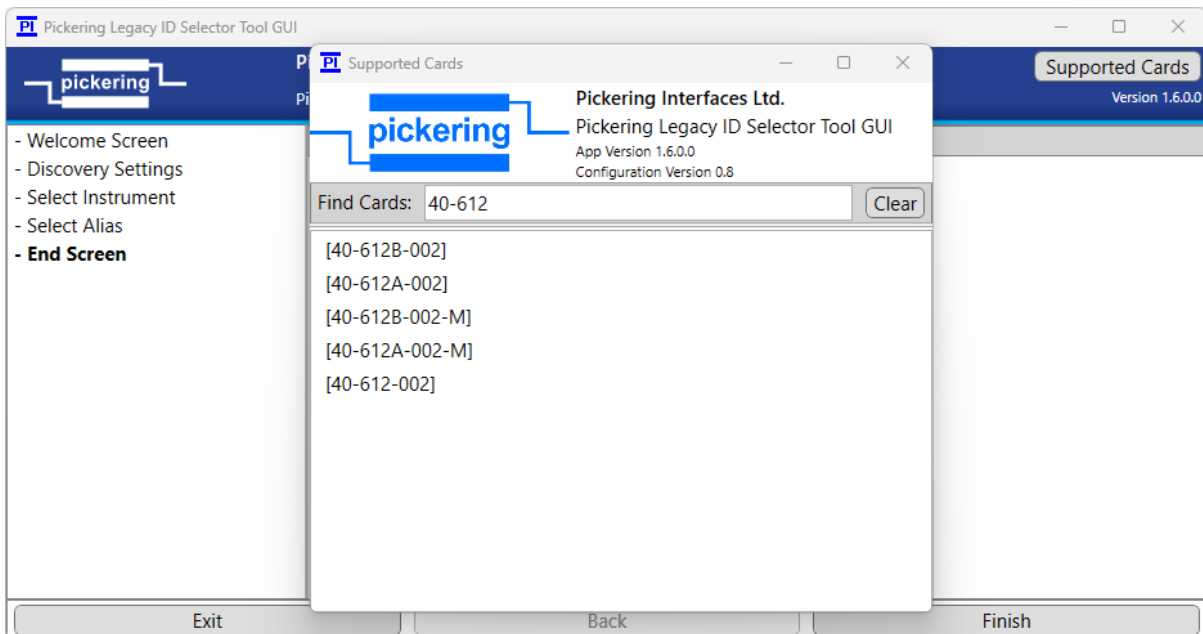 PI Pickering Legacy ID Selector Tool GUI
pickering
Supported Cards
Version 1.6.0.0
- Welcome Screen
- Discovery Settings
- Select Instrument
- Select Alias
- End Screen
PI Supported Cards
pickering
Pickering Interfaces Ltd.
Pickering Legacy ID Selector Tool GUI
App Version 1.6.0.0
Configuration Version 0.8
Find Cards: 40-612 Clear
[40-612B-002]
[40-612A-002]
[40-612B-002-M]
[40-612A-002-M]
[40-612-002]
Exit Back Finish